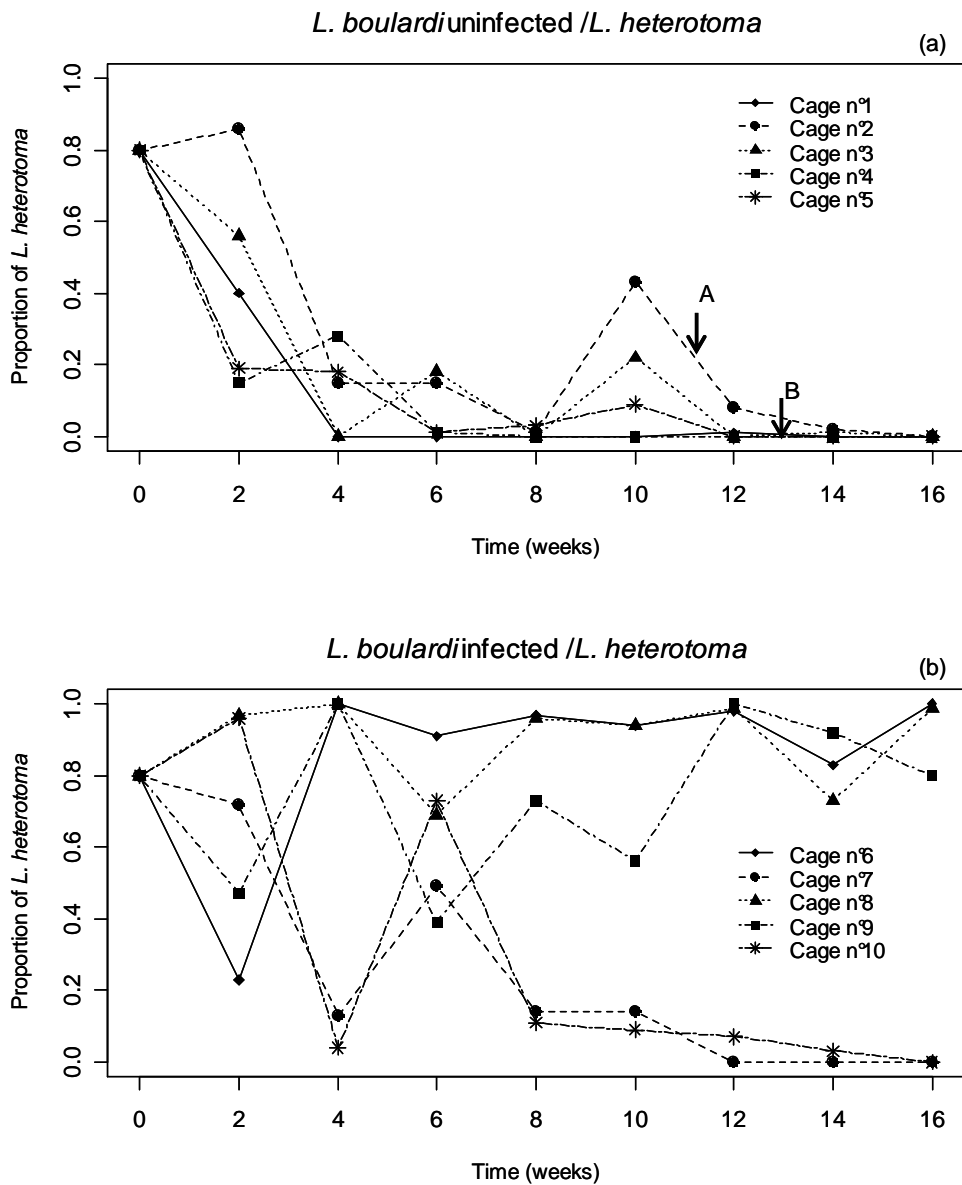 L. boulardi uninfected / L. heterotoma
(a)
Proportion of L. heterotoma
1.0
0.8
0.6
0.4
0.2
0.0
Cage n°1
Cage n°2
Cage n°3
Cage n°4
Cage n°5
A
B
0 2 4 6 8 10 12 14 16
Time (weeks)
L. boulardi infected / L. heterotoma
(b)
Proportion of L. heterotoma
1.0
0.8
0.6
0.4
0.2
0.0
Cage n°6
Cage n°7
Cage n°8
Cage n°9
Cage n°10
0 2 4 6 8 10 12 14 16
Time (weeks)